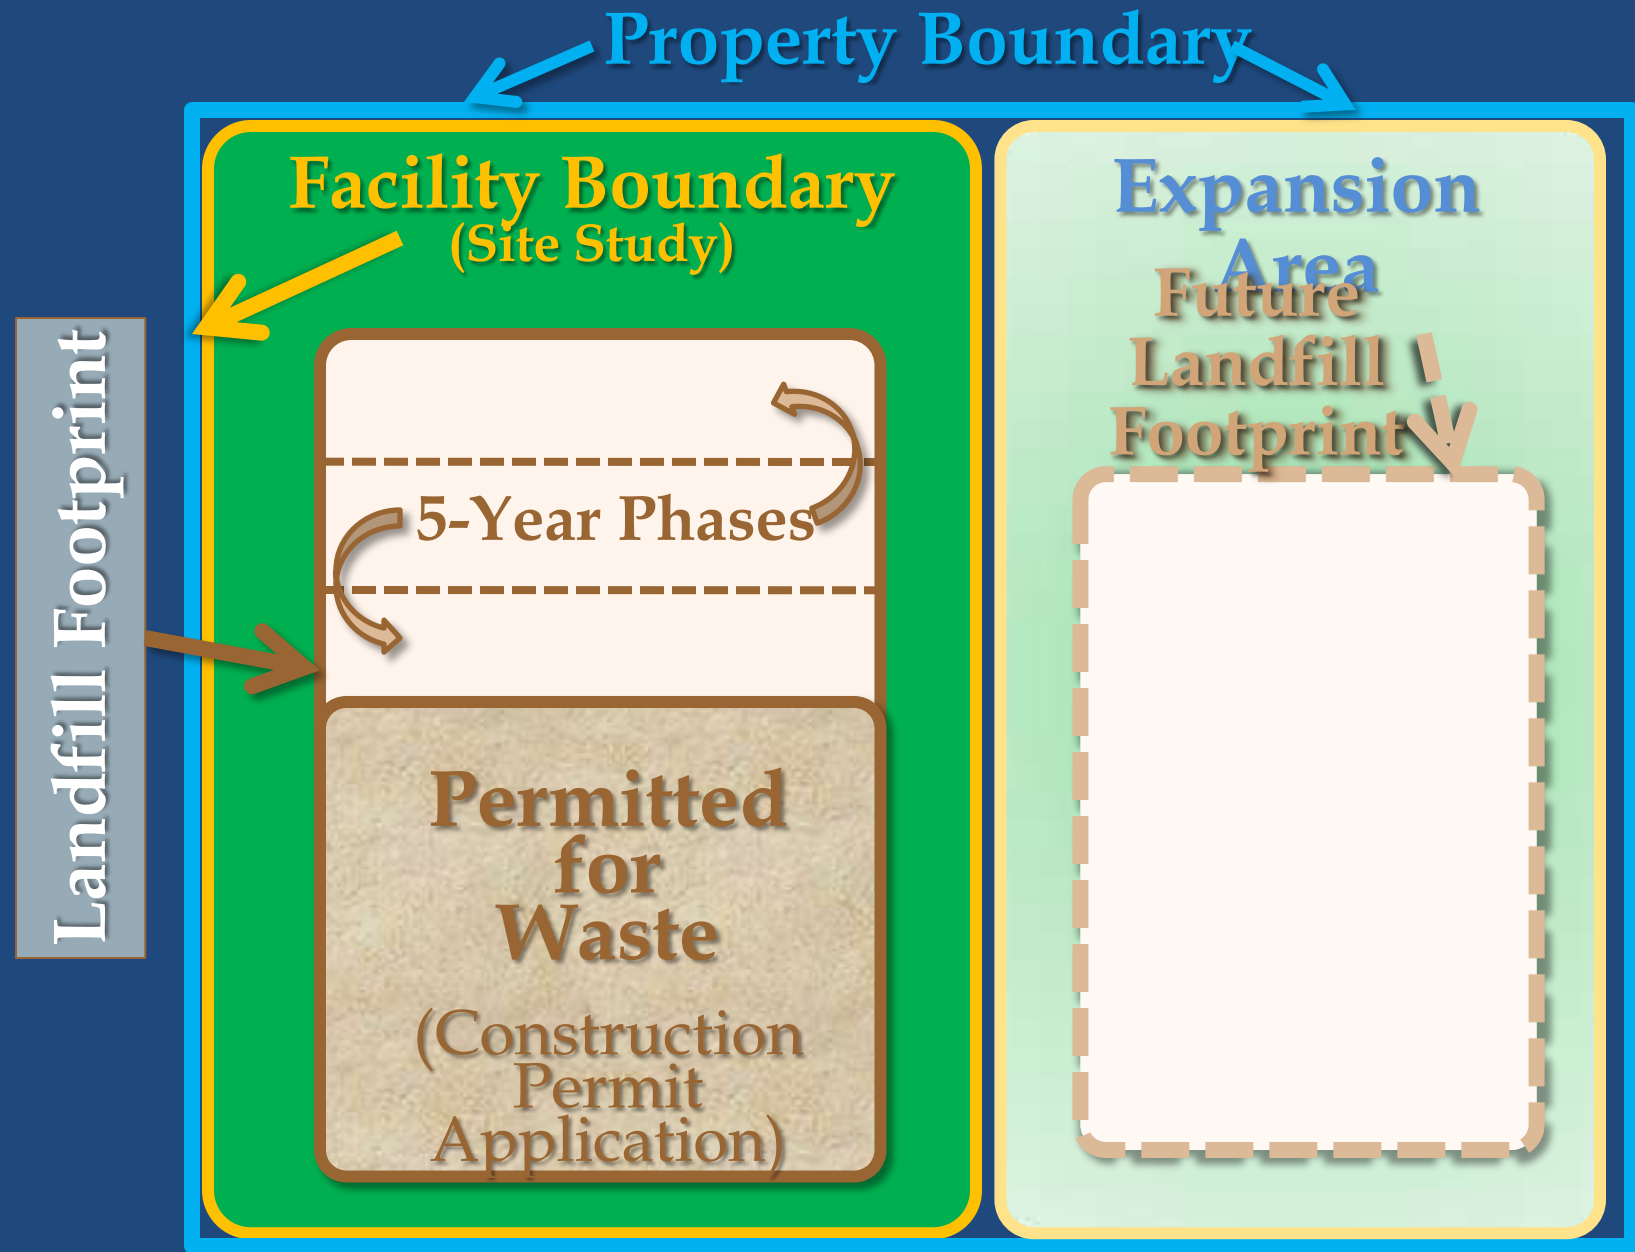 Property Boundary
Facility Boundary
(Site Study)
Expansion
Area
Future
Landfill
Footprint
Landfill Footprint
5-Year Phases
Permitted
for
Waste
(Construction
Permit
Application)